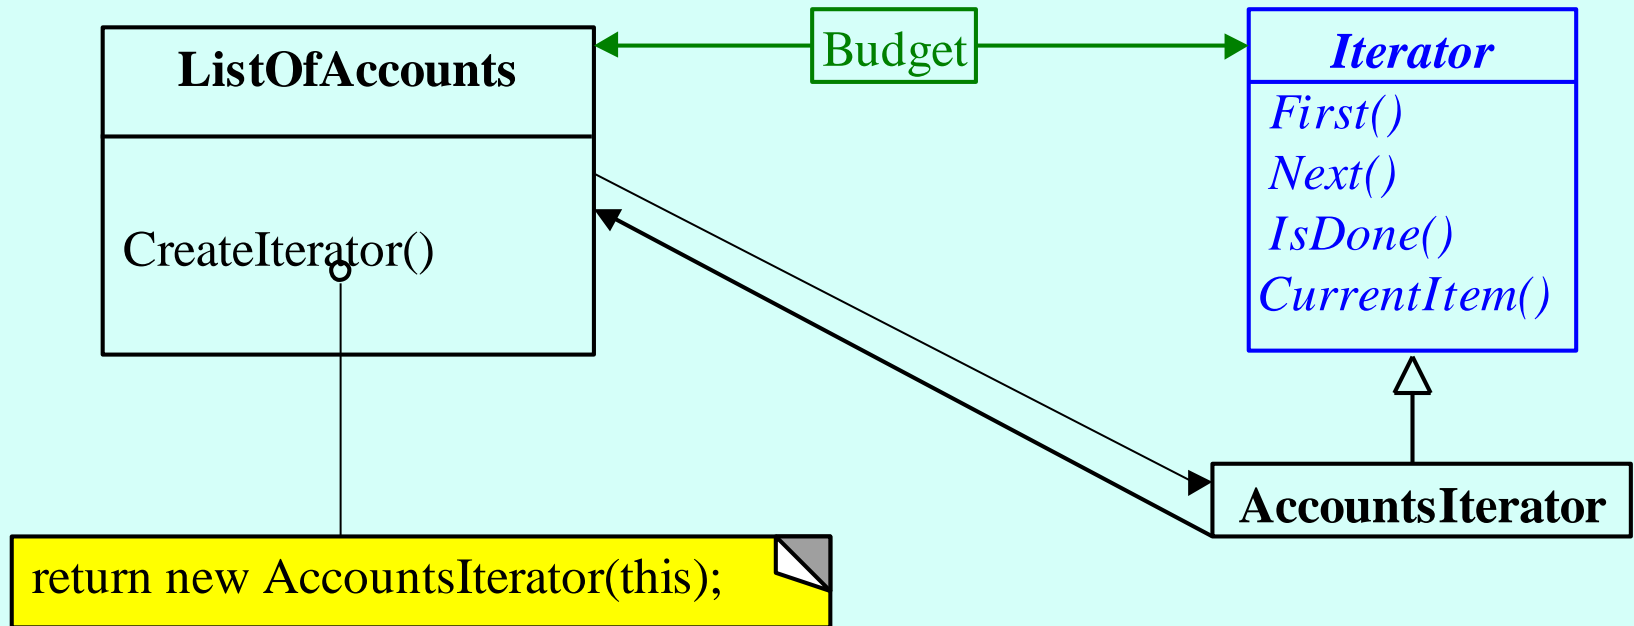 ListOfAccounts
CreateIterator()
Budget
Iterator
First()
Next()
IsDone()
CurrentItem()
AccountsIterator
return new AccountsIterator(this);